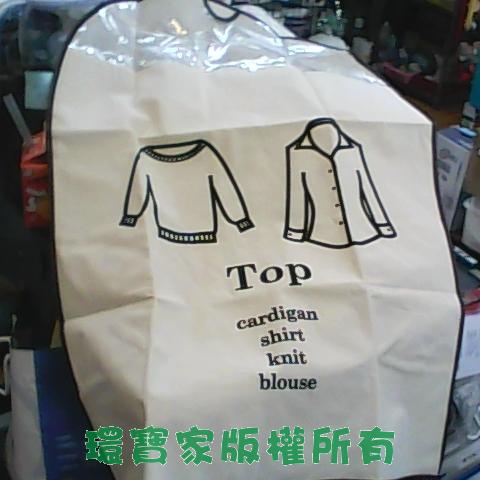 Top
cardigan
shirt
knit
blouse
環寶家版權所有